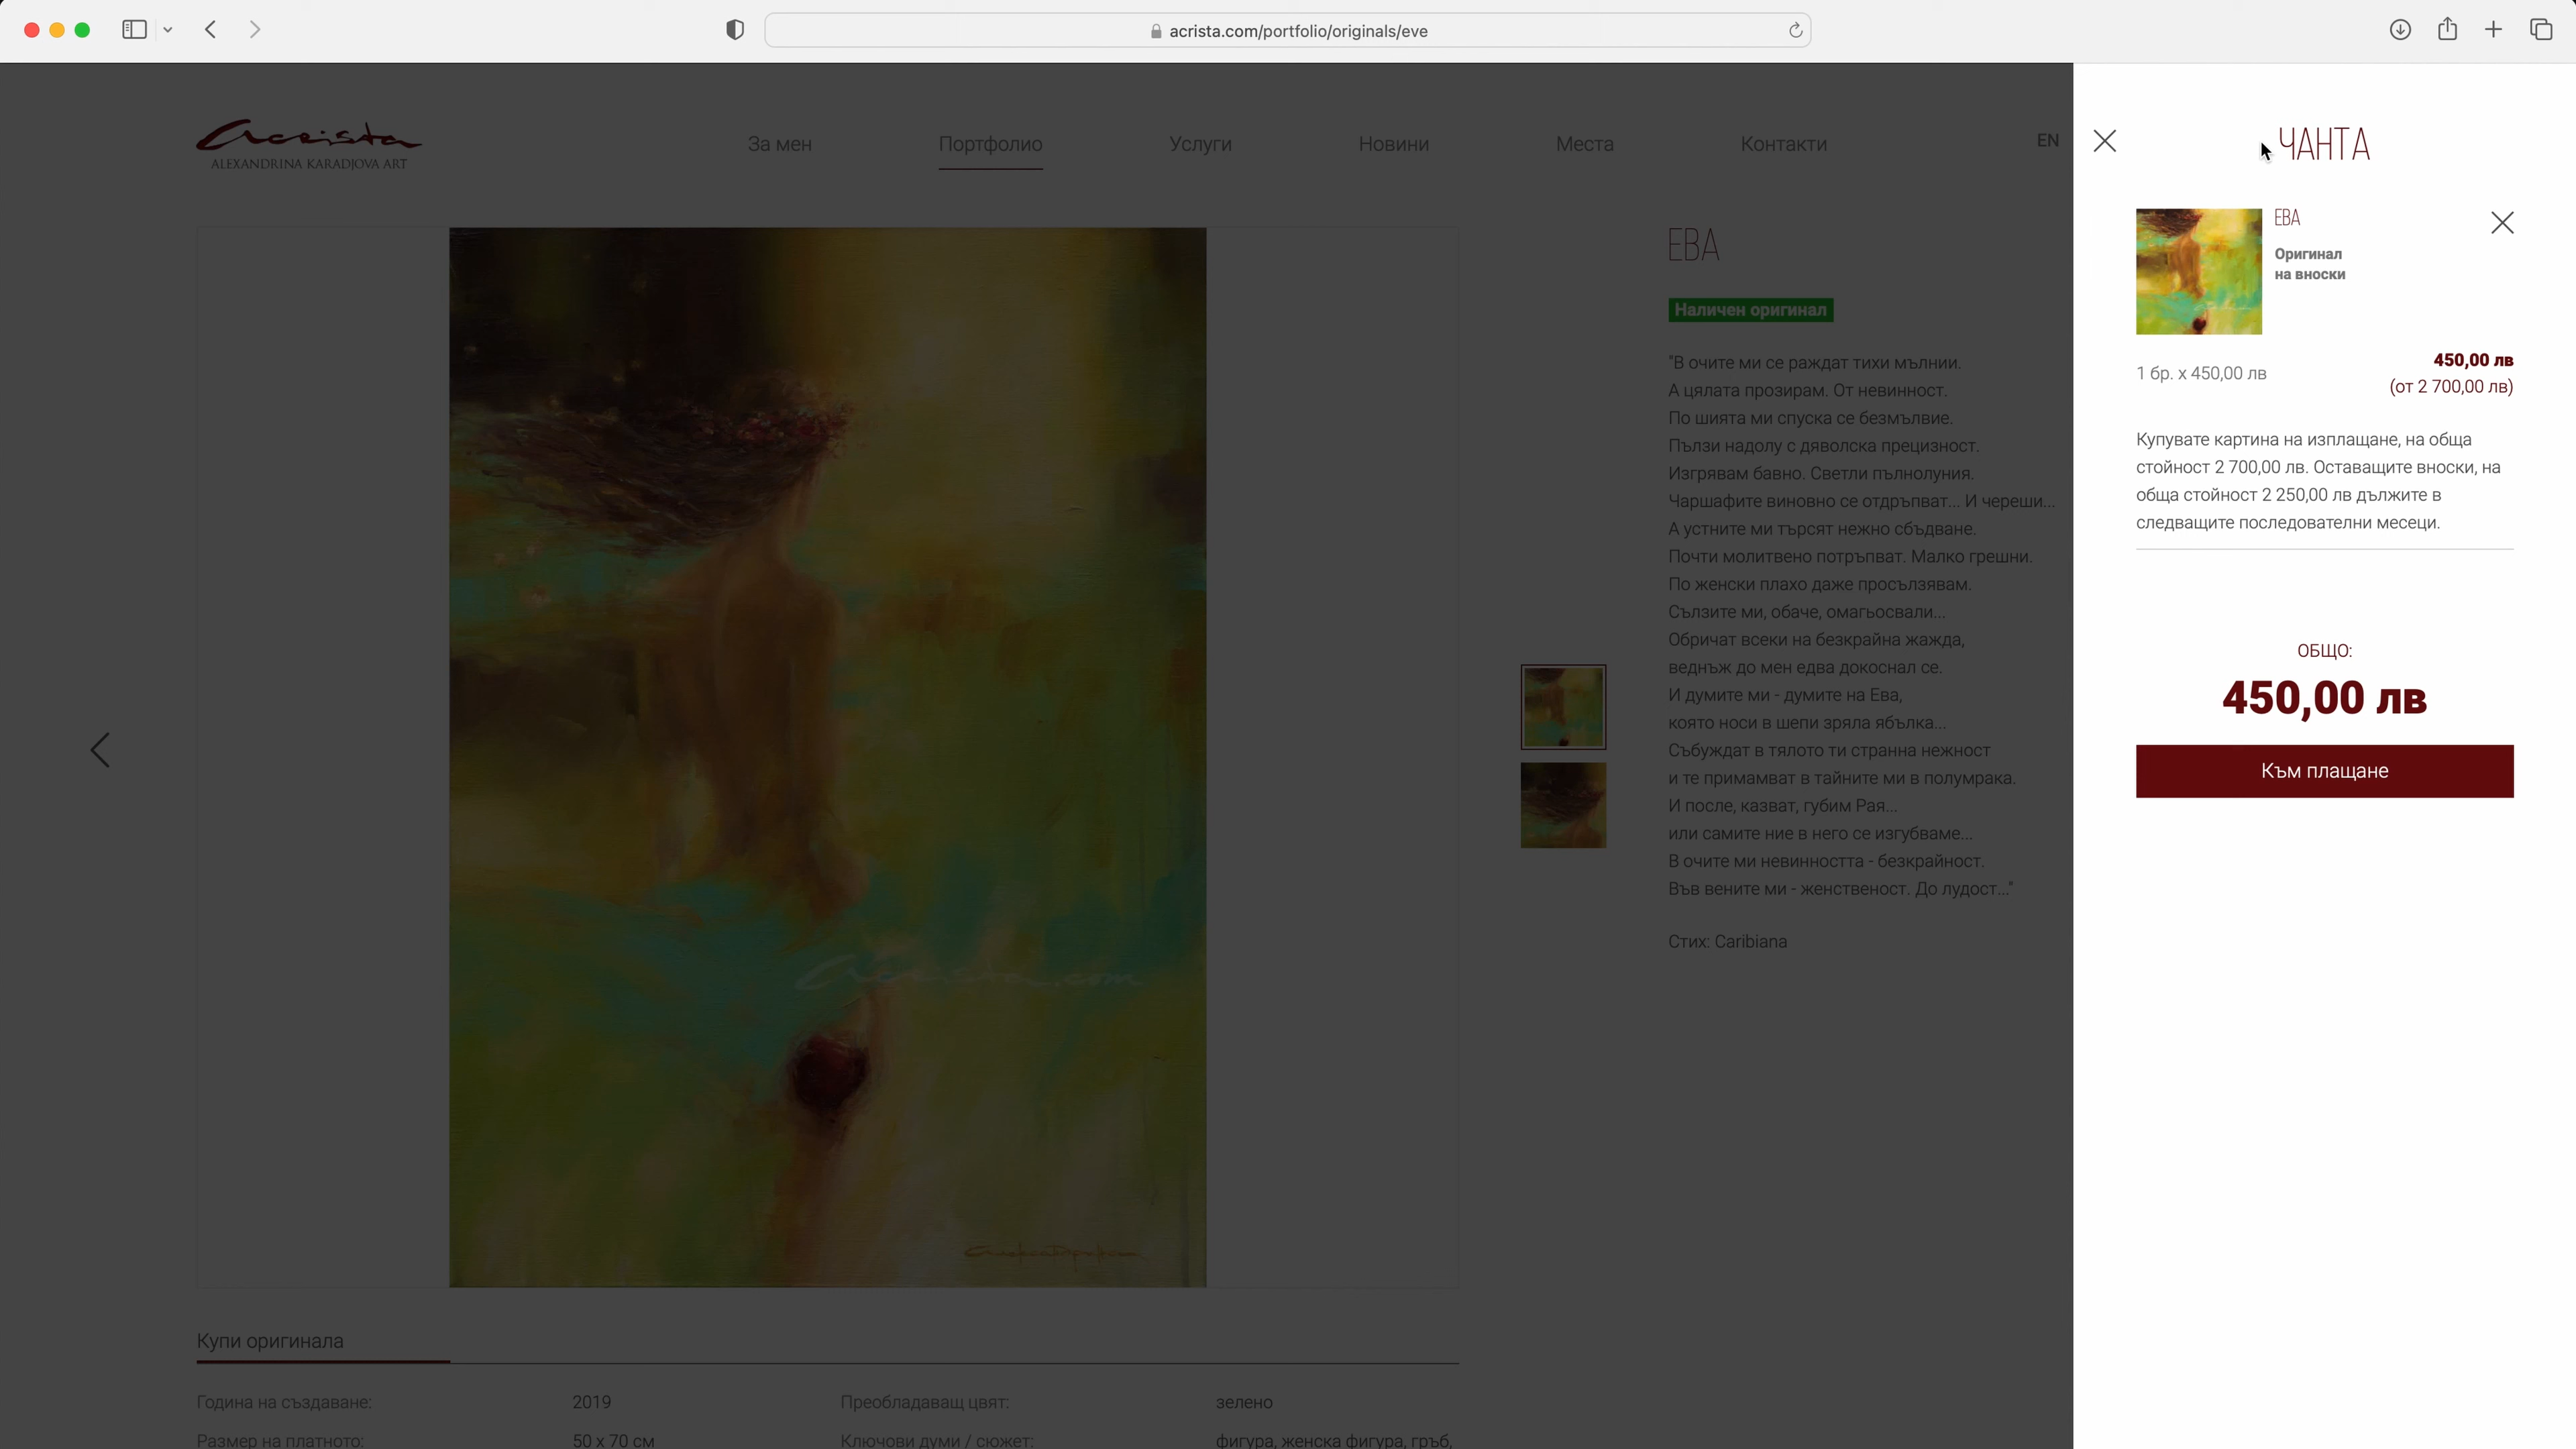 acrista.com/portfolio/originals/eve
Acrista
ALEXANDRINA KARADJOVA ART
За мен
Портфолио
Услуги
Новини
Места
Контакти
EN
ЕВА
Наличен оригинал
"В очите ми се раждат тихи мълнии.
А цялата прозирам. От невинност.
По шията ми спуска се безмълвие.
Пълзи надолу с дяволска прецизност.
Изгрявам бавно. Светли пълнолуния.
Чаршафите виновно се отдръпват... И череши...
А устните ми търсят нежно сбъдване.
Почти молитвено потръпват. Малко грешни.
По женски плахо даже просълзявам.
Сълзите ми, обаче, омагьосвали...
Обричат всеки на безкрайна жажда,
веднъж до мен едва докоснал се.
И думите ми - думите на Ева,
която носи в шепи зряла ябълка...
Събуждат в тялото ти странна нежност
и те примамват в тайните ми в полумрака.
И после, казват, губим Рая...
или самите ние в него се изгубваме...
В очите ми невинността - безкрайност.
Във вените ми - женственост. До лудост..."
Стих: Caribiana
Acrista.com
Купи оригинала
Година на създаване:
2019
Преобладаващ цвят:
зелено
Размер на платното:
50 x 70 см
Ключови думи / сюжет:
фигура, женска фигура, гръб,
ЧАНТА
ЕВА
Оригинал
на вноски
1 бр. x 450,00 лв
450,00 лв
(от 2 700,00 лв)
Купувате картина на изплащане, на обща
стойност 2 700,00 лв. Оставащите вноски, на
обща стойност 2 250,00 лв дължите в
следващите последователни месеци.
ОБЩО:
450,00 лв
Към плащане